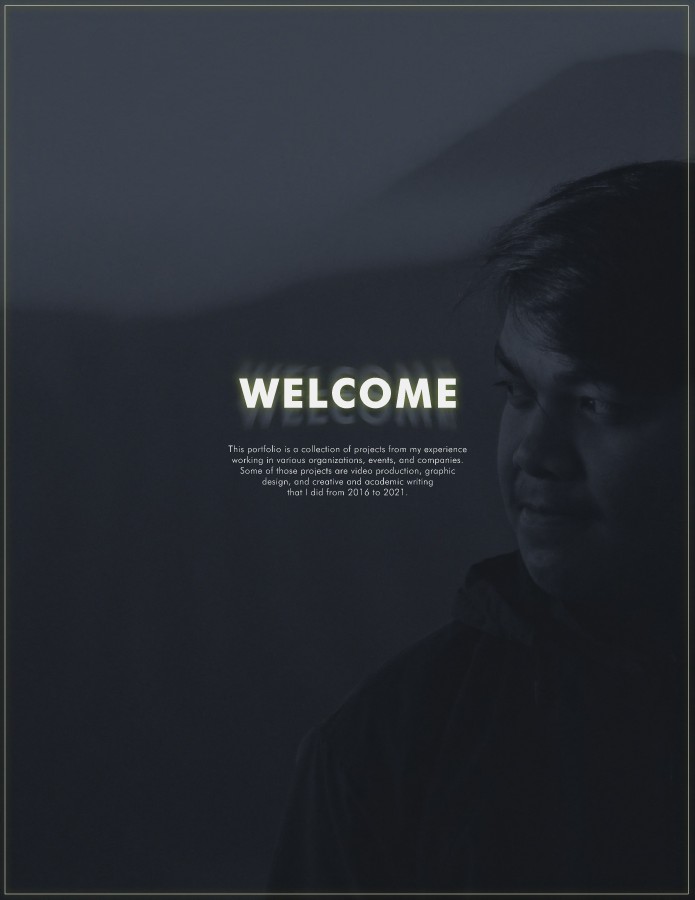 WELCOME
This portfolio is a collection of projects from my experience
working in various organizations, events, and companies.
Some of those projects are video production, graphic
design, and creative and academic writing
that I did from 2016 to 2021.